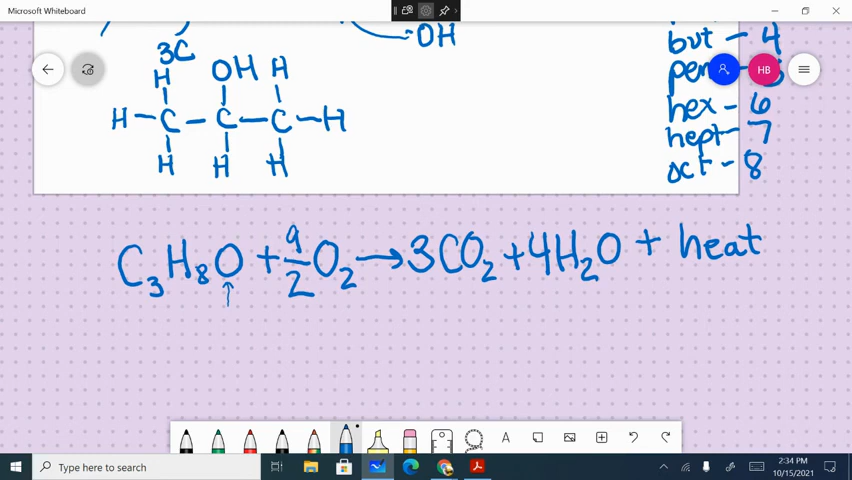 Microsoft Whiteboard
OH
but - 4
3C
H OH H
HB
hex - 6
H-C-C-C-H
hept- 7
H H H
oct - 8
C₃H₈O + 9/2 O₂ → 3CO₂ + 4H₂O + heat
Type here to search
2:34 PM
10/15/2021